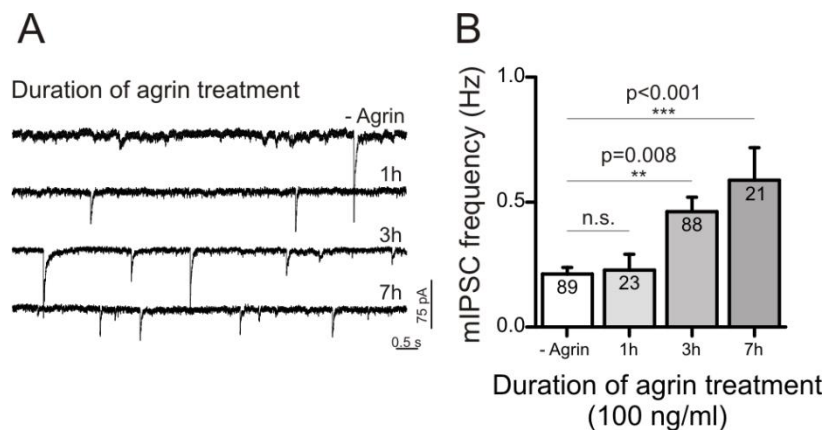 A
Duration of agrin treatment
- Agrin
1h
3h
7h
75 pA
0.5 s
B
mIPSC frequency (Hz)
1.0
0.5
0.0
p<0.001
***
p=0.008
**
n.s.
89
23
88
21
- Agrin 1h 3h 7h
Duration of agrin treatment
(100 ng/ml)